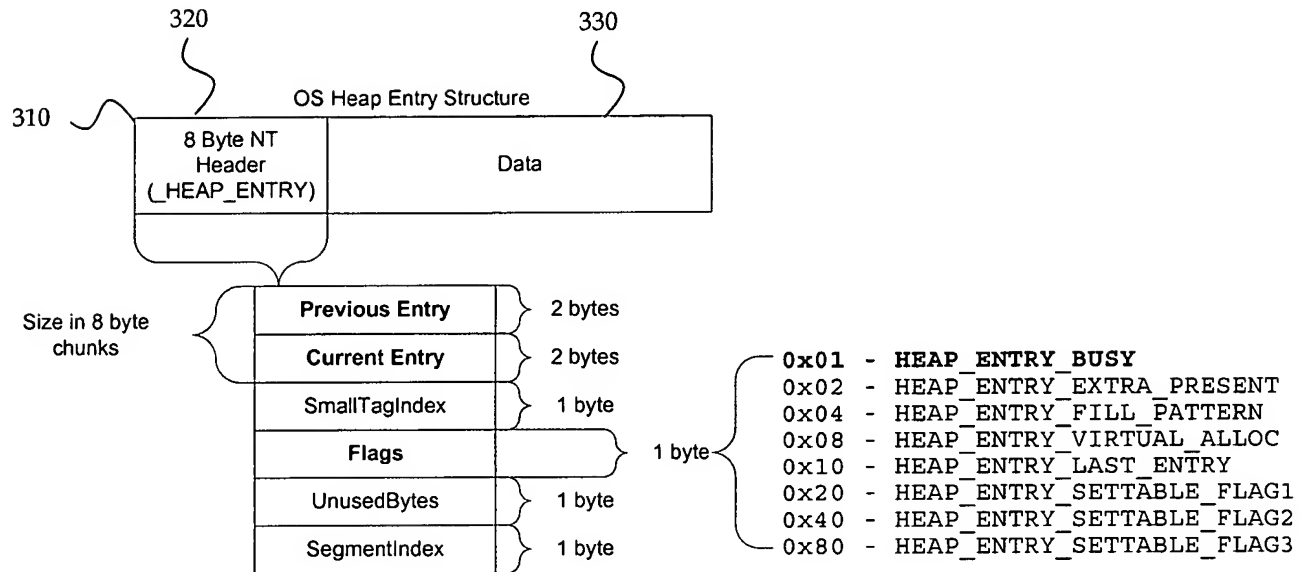 320
330
310
OS Heap Entry Structure
8 Byte NT
Header
(_HEAP_ENTRY)
Data
Size in 8 byte
chunks
Previous Entry
2 bytes
Current Entry
2 bytes
SmallTagIndex
1 byte
Flags
1 byte
UnusedBytes
1 byte
SegmentIndex
1 byte
0x01 - HEAP_ENTRY_BUSY
0x02 - HEAP_ENTRY_EXTRA_PRESENT
0x04 - HEAP_ENTRY_FILL_PATTERN
0x08 - HEAP_ENTRY_VIRTUAL_ALLOC
0x10 - HEAP_ENTRY_LAST_ENTRY
0x20 - HEAP_ENTRY_SETTABLE_FLAG1
0x40 - HEAP_ENTRY_SETTABLE_FLAG2
0x80 - HEAP_ENTRY_SETTABLE_FLAG3